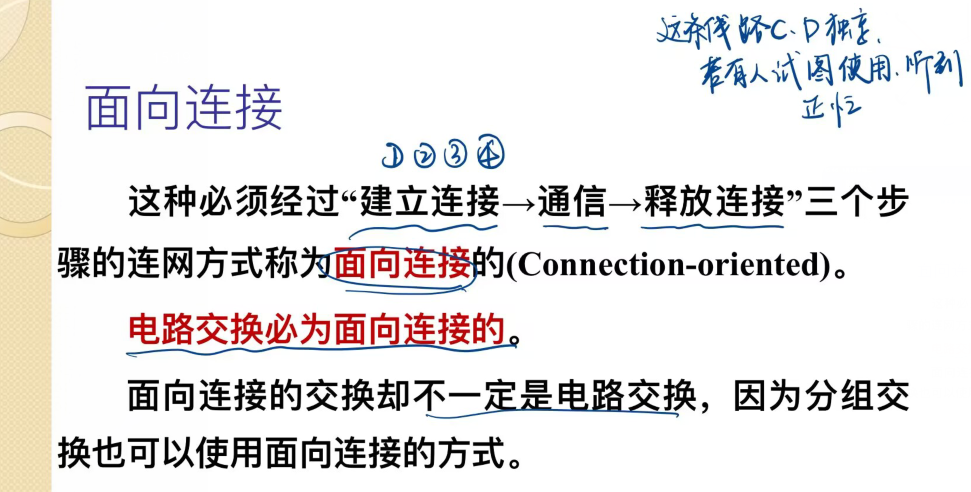 这条线路C、D独享,
若有人试图使用,听到
正忙
面向连接
①②③④
这种必须经过“建立连接→通信→释放连接”三个步
骤的连网方式称为面向连接的(Connection-oriented)。
电路交换必为面向连接的。
面向连接的交换却不一定是电路交换，因为分组交
换也可以使用面向连接的方式。